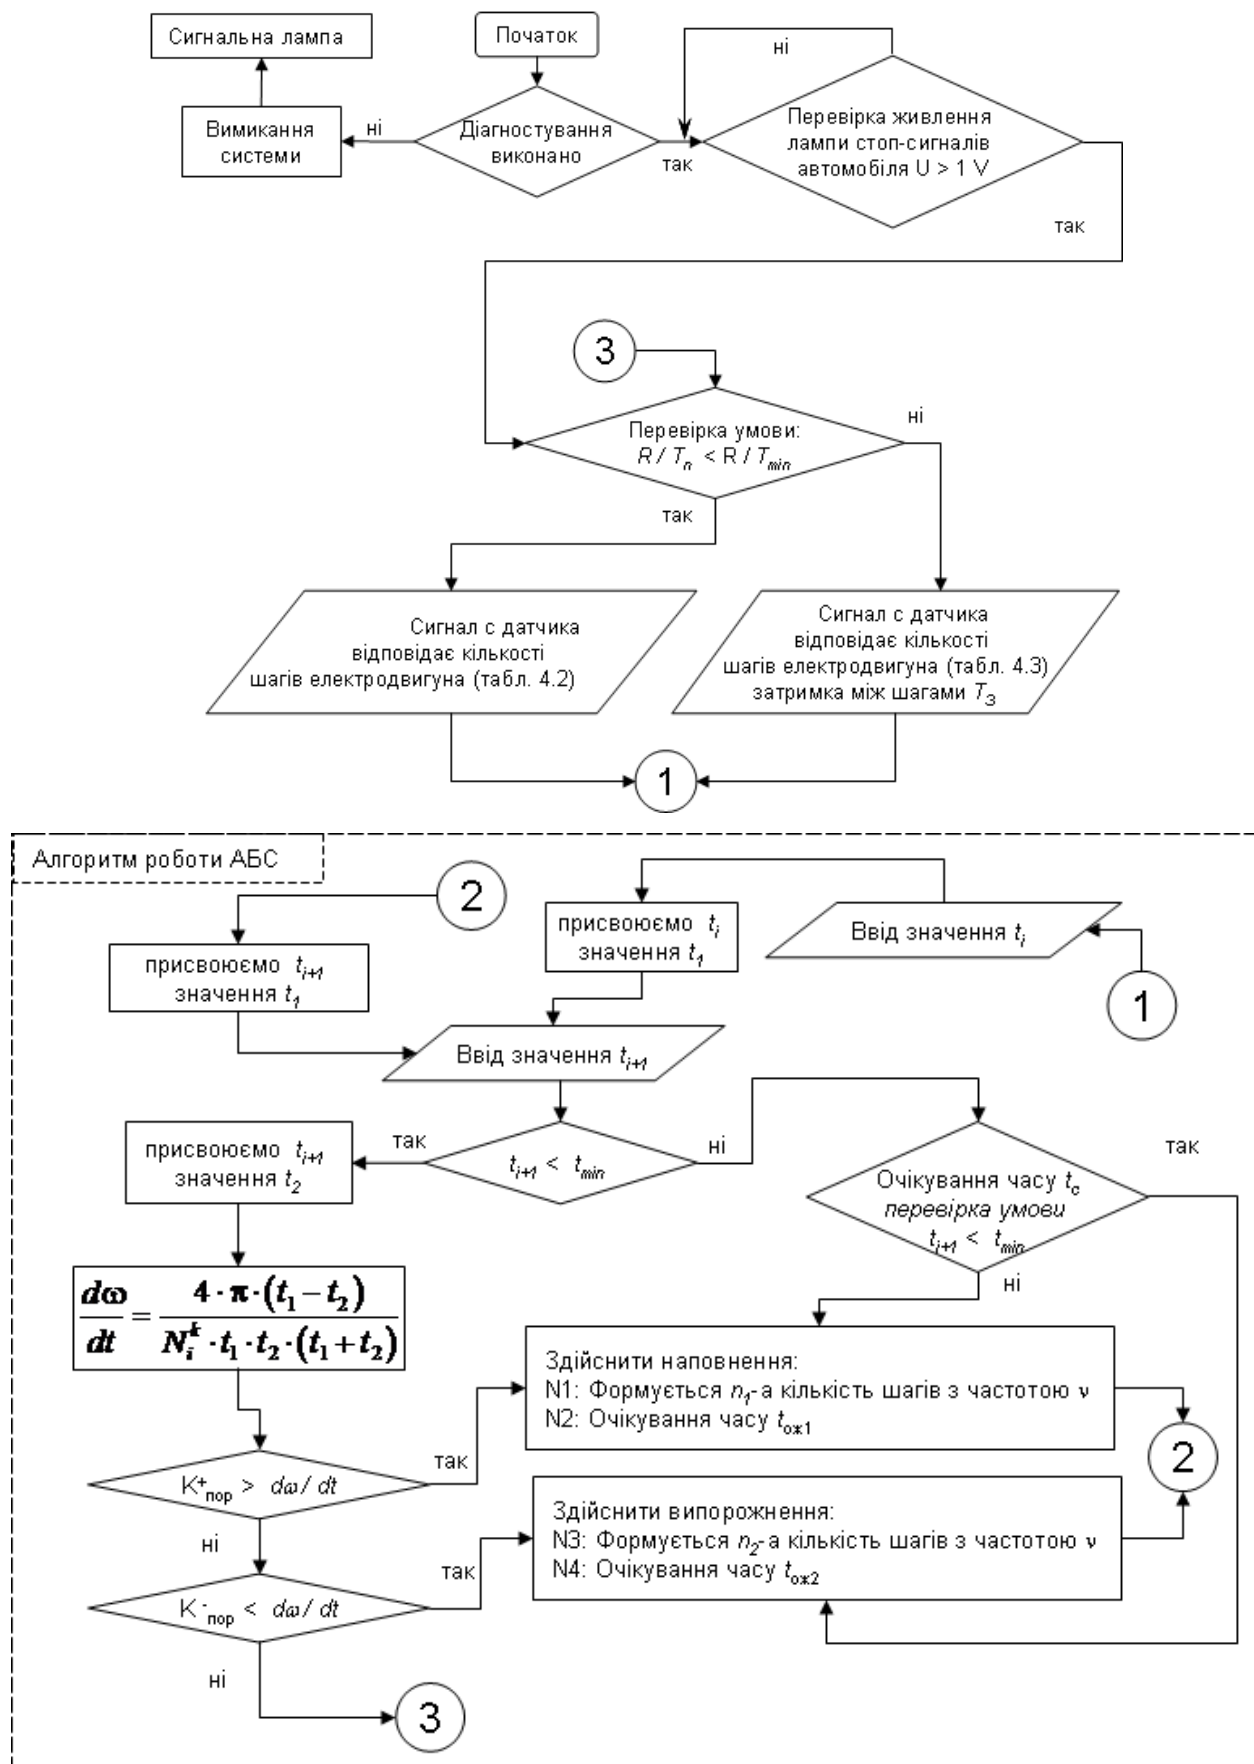 Сигнальна лампа
Початок
ні
Вимикання
системи
ні
Діагностування
виконано
так
Перевірка живлення
лампи стоп-сигналів
автомобіля U > 1 V
так
3
Перевірка умови:
R / Tn < R / Tmin
ні
так
Сигнал с датчика
відповідає кількості
шагів електродвигуна (табл. 4.2)
Сигнал с датчика
відповідає кількості
шагів електродвигуна (табл. 4.3)
затримка між шагами T3
1
Алгоритм роботи АБС
2
присвоюємо ti
значення t1
Ввід значення ti
присвоюємо ti+1
значення t1
1
Ввід значення ti+1
присвоюємо ti+1
значення t2
так
ti+1 < tmin
ні
Очікування часу tc
перевірка умови
ti+1 < tmin
так
ні
dω/dt = 4·π·(t1−t2) / Nik·t1·t2·(t1+t2)
Здійснити наповнення:
N1: Формується n1-а кількість шагів з частотою ν
N2: Очікування часу tож1
2
так
K+пор > dω/ dt
ні
Здійснити випорожнення:
N3: Формується n2-а кількість шагів з частотою ν
N4: Очікування часу tож2
так
K-пор < dω/ dt
ні
3